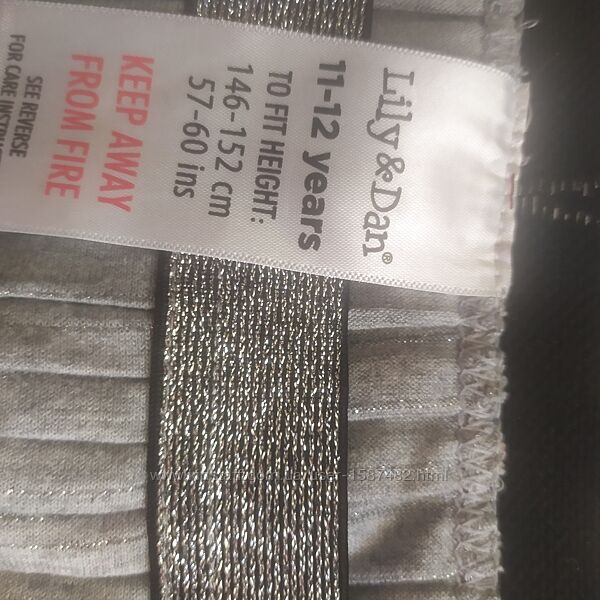 Lily&Dan®
11-12 years
TO FIT HEIGHT:
146-152 cm
57-60 ins
KEEP AWAY
FROM FIRE
SEE REVERSE
FOR CARE